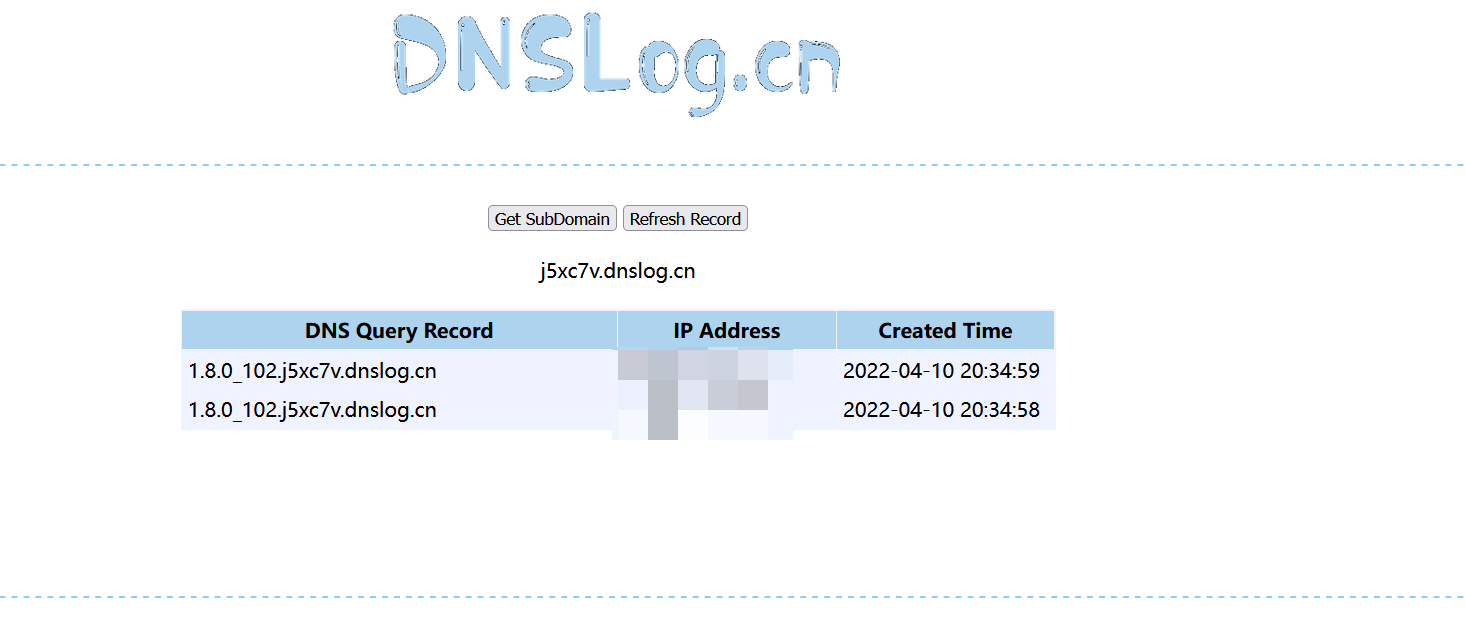 DNSLog.cn
Get SubDomain Refresh Record
j5xc7v.dnslog.cn
DNS Query Record IP Address Created Time
1.8.0_102.j5xc7v.dnslog.cn 2022-04-10 20:34:59
1.8.0_102.j5xc7v.dnslog.cn 2022-04-10 20:34:58